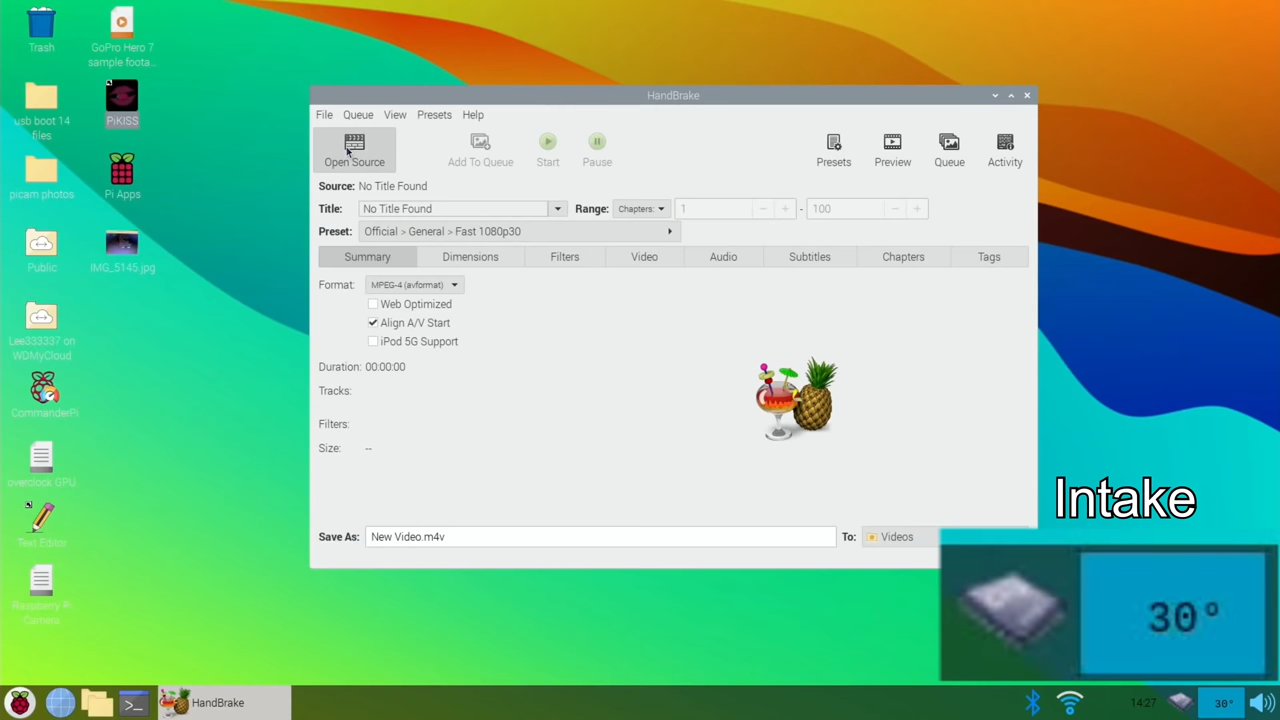 Trash
GoPro Hero 7
sample foota...
usb boot 14
files
PiKISS
picam photos
Pi Apps
Public
IMG_5145.jpg
Lee333337 on
WDMyCloud
CommanderPi
overclock GPU
Text Editor
Raspberry Pi
Camera
HandBrake
File Queue View Presets Help
Open Source Add To Queue Start Pause Presets Preview Queue Activity
Source: No Title Found
Title: No Title Found Range: Chapters: 1 - 100
Preset: Official > General > Fast 1080p30
Summary Dimensions Filters Video Audio Subtitles Chapters Tags
Format: MPEG-4 (avformat)
Web Optimized
Align A/V Start
iPod 5G Support
Duration: 00:00:00
Tracks:
Filters:
Size: --
Save As: New Video.m4v To: Videos
Intake
30°
HandBrake 14:27 30°